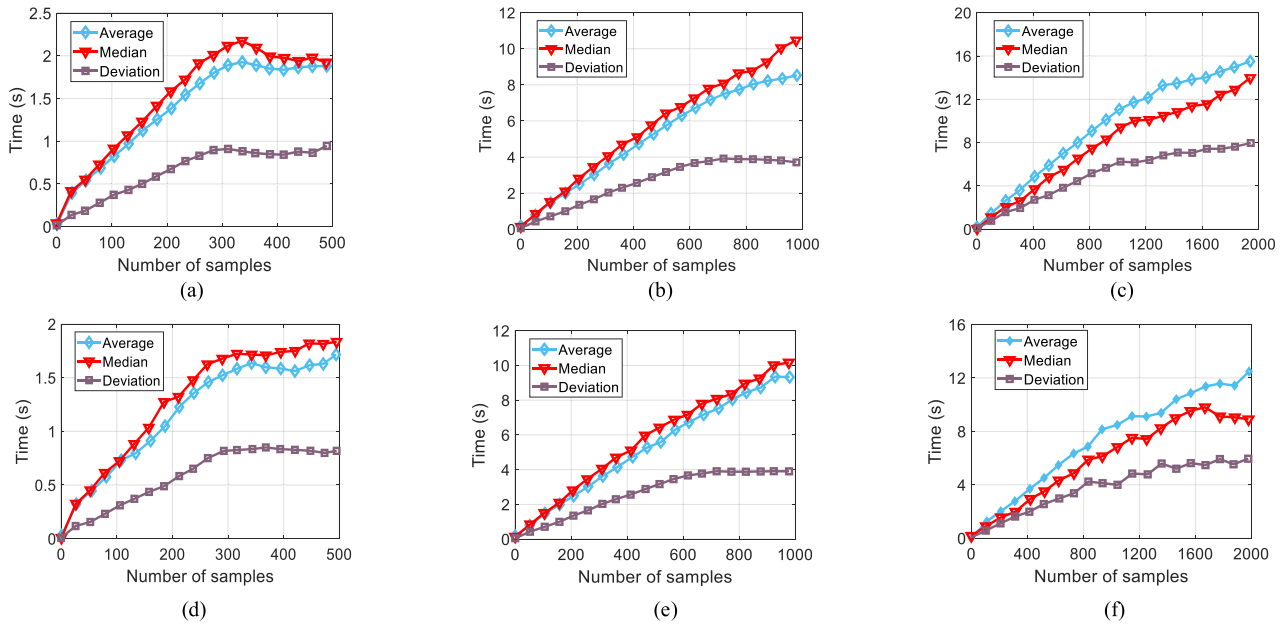 2.5
2
1.5
1
0.5
0
Time (s)
Average
Median
Deviation
0 100 200 300 400 500
Number of samples
(a)
12
10
8
6
4
2
0
Time (s)
Average
Median
Deviation
0 200 400 600 800 1000
Number of samples
(b)
20
16
12
8
4
0
Time (s)
Average
Median
Deviation
0 400 800 1200 1600 2000
Number of samples
(c)
2
1.5
1
0.5
0
Time (s)
Average
Median
Deviation
0 100 200 300 400 500
Number of samples
(d)
12
10
8
6
4
2
0
Time (s)
Average
Median
Deviation
0 200 400 600 800 1000
Number of samples
(e)
16
12
8
4
0
Time (s)
Average
Median
Deviation
0 400 800 1200 1600 2000
Number of samples
(f)